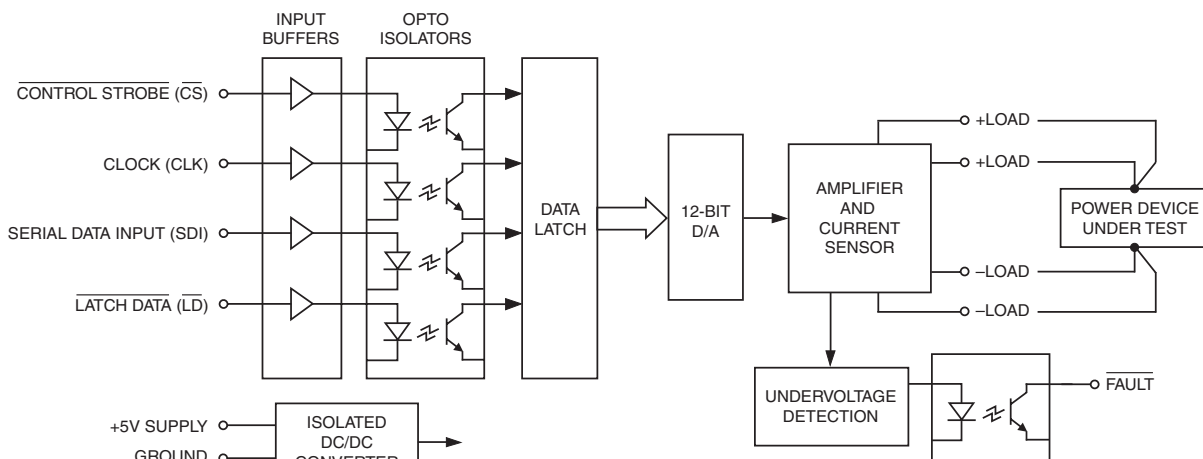 INPUT
BUFFERS
OPTO
ISOLATORS
CONTROL STROBE (CS)
CLOCK (CLK)
SERIAL DATA INPUT (SDI)
LATCH DATA (LD)
DATA
LATCH
12-BIT
D/A
AMPLIFIER
AND
CURRENT
SENSOR
+LOAD
+LOAD
–LOAD
–LOAD
POWER DEVICE
UNDER TEST
UNDERVOLTAGE
DETECTION
FAULT
+5V SUPPLY
GROUND
ISOLATED
DC/DC
CONVERTER